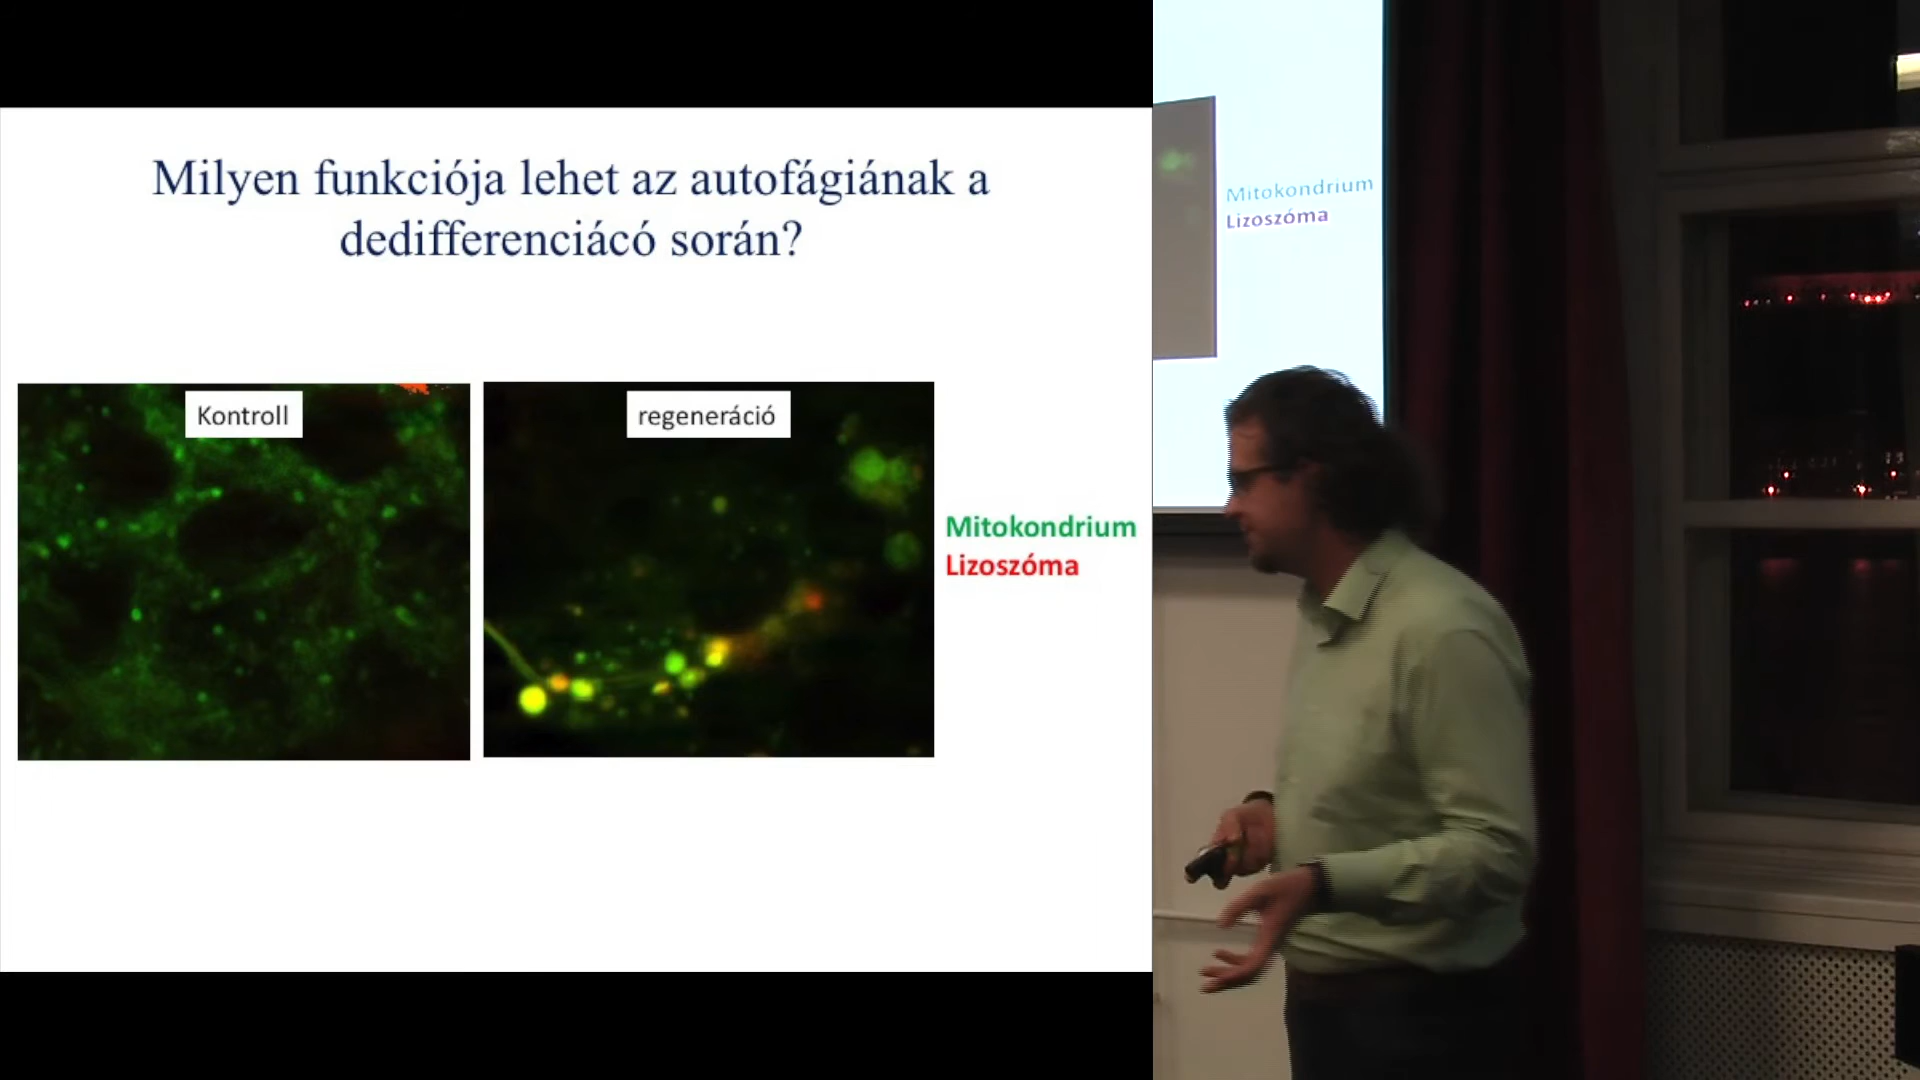 Milyen funkciója lehet az autofágiának a
dedifferenciácó során?
Kontroll
regeneráció
Mitokondrium
Lizoszóma
Mitokondrium
Lizoszóma